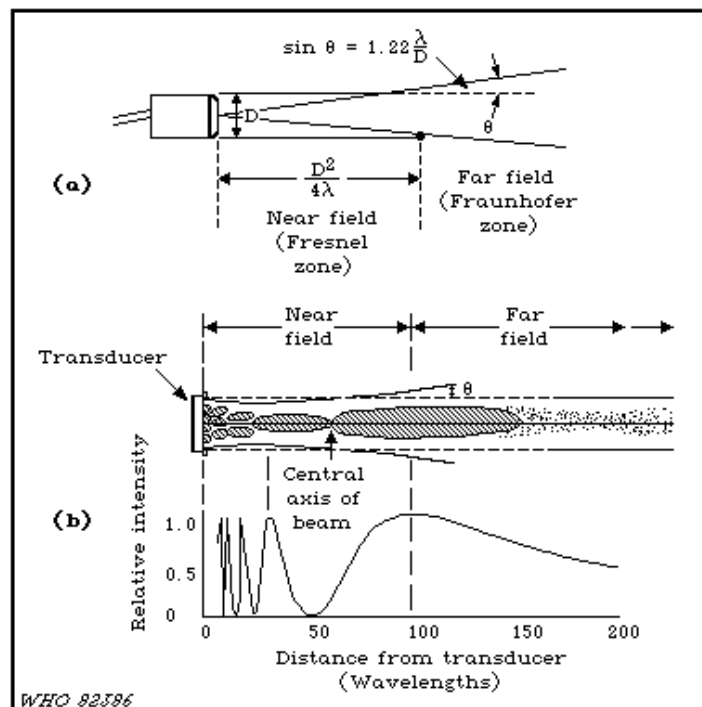 sin θ = 1.22 λ/D
D
θ
(a)
D²/4λ
Near field
(Fresnel
zone)
Far field
(Fraunhofer
zone)
Near
field
Far
field
Transducer
θ
Central
axis of
beam
(b)
Relative intensity
1.0
0.5
0
0 50 100 150 200
Distance from transducer
(Wavelengths)
WHO 92386